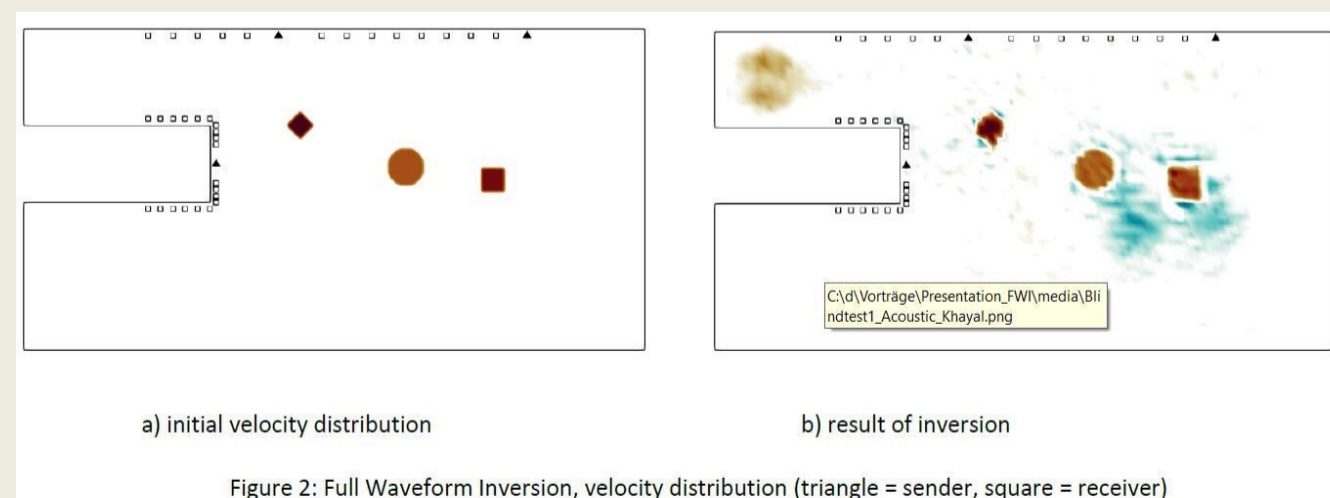 C:\d\Vorträge\Presentation_FWI\media\Bli
ndtest1_Acoustic_Khayal.png
a) initial velocity distribution
b) result of inversion
Figure 2: Full Waveform Inversion, velocity distribution (triangle = sender, square = receiver)